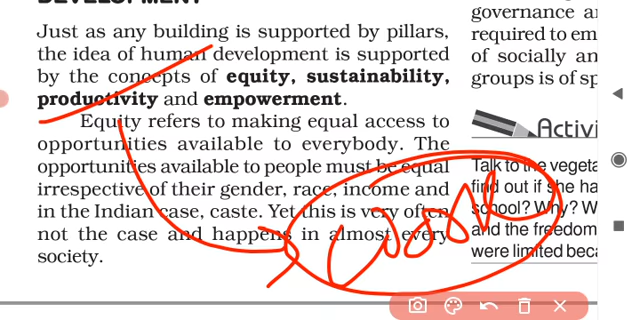 DEVELOPMENT
Just as any building is supported by pillars,
the idea of human development is supported
by the concepts of equity, sustainability,
productivity and empowerment.
Equity refers to making equal access to
opportunities available to everybody. The
opportunities available to people must be equal
irrespective of their gender, race, income and
in the Indian case, caste. Yet this is very often
not the case and happens in almost every
society.
governance
required to em
of socially an
groups is of sp
Activi
Talk to the vegeta
find out if she ha
school? Why? W
and the freedom
were limited beca